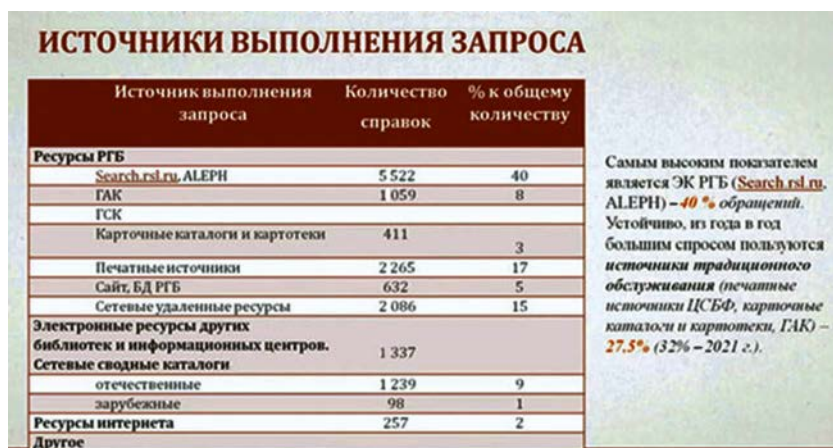 ИСТОЧНИКИ ВЫПОЛНЕНИЯ ЗАПРОСА
Источник выполнения запроса Количество справок % к общему количеству
Ресурсы РГБ
Search.rsl.ru, ALEPH 5 522 40
ГАК 1 059 8
ГСК
Карточные каталоги и картотеки 411 3
Печатные источники 2 265 17
Сайт, БД РГБ 632 5
Сетевые удаленные ресурсы 2 086 15
Электронные ресурсы других
библиотек и информационных центров.
Сетевые сводные каталоги 1 337
отечественные 1 239 9
зарубежные 98 1
Ресурсы интернета 257 2
Другое
Самым высоким показателем
является ЭК РГБ (Search.rsl.ru,
ALEPH) – 40 % обращений.
Устойчиво, из года в год
большим спросом пользуются
источники традиционного
обслуживания (печатные
источники ЦСБФ, карточные
каталоги и картотеки, ГАК) –
27,5% (32% – 2021 г.).